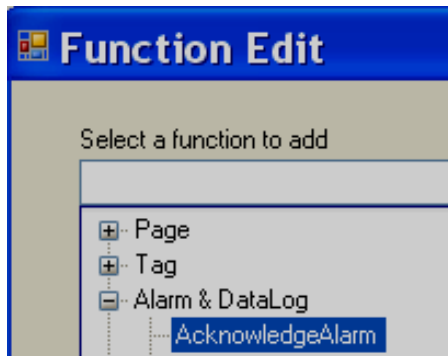 Function Edit
Select a function to add
Page
Tag
Alarm & DataLog
AcknowledgeAlarm